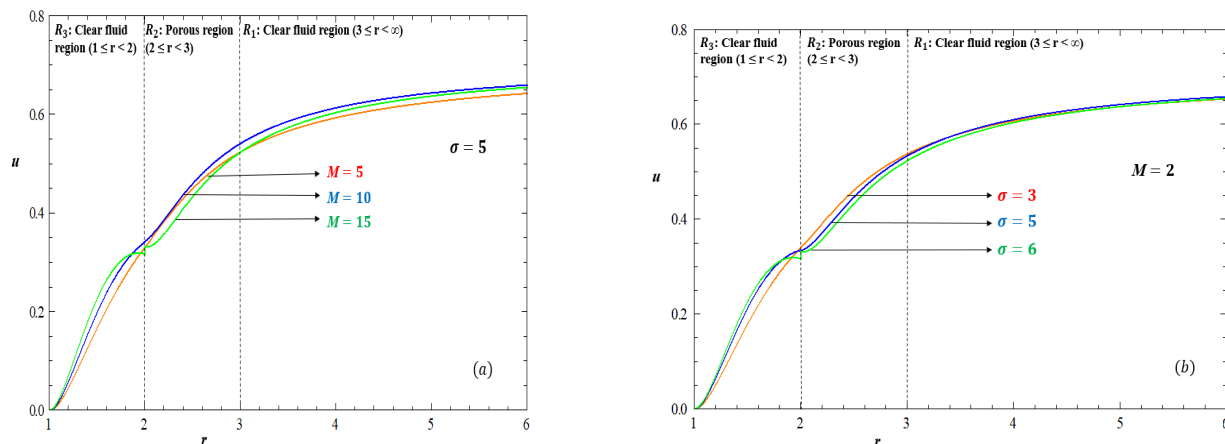 0.8
R3: Clear fluid region (1 ≤ r < 2)
R2: Porous region (2 ≤ r < 3)
R1: Clear fluid region (3 ≤ r < ∞)
0.6
σ = 5
u
M = 5
M = 10
0.4
M = 15
0.2
(a)
0.0
1 2 3 4 5 6
r
0.8
R3: Clear fluid region (1 ≤ r < 2)
R2: Porous region (2 ≤ r < 3)
R1: Clear fluid region (3 ≤ r < ∞)
0.6
u
M = 2
σ = 3
0.4
σ = 5
σ = 6
0.2
(b)
0.0
1 2 3 4 5 6
r